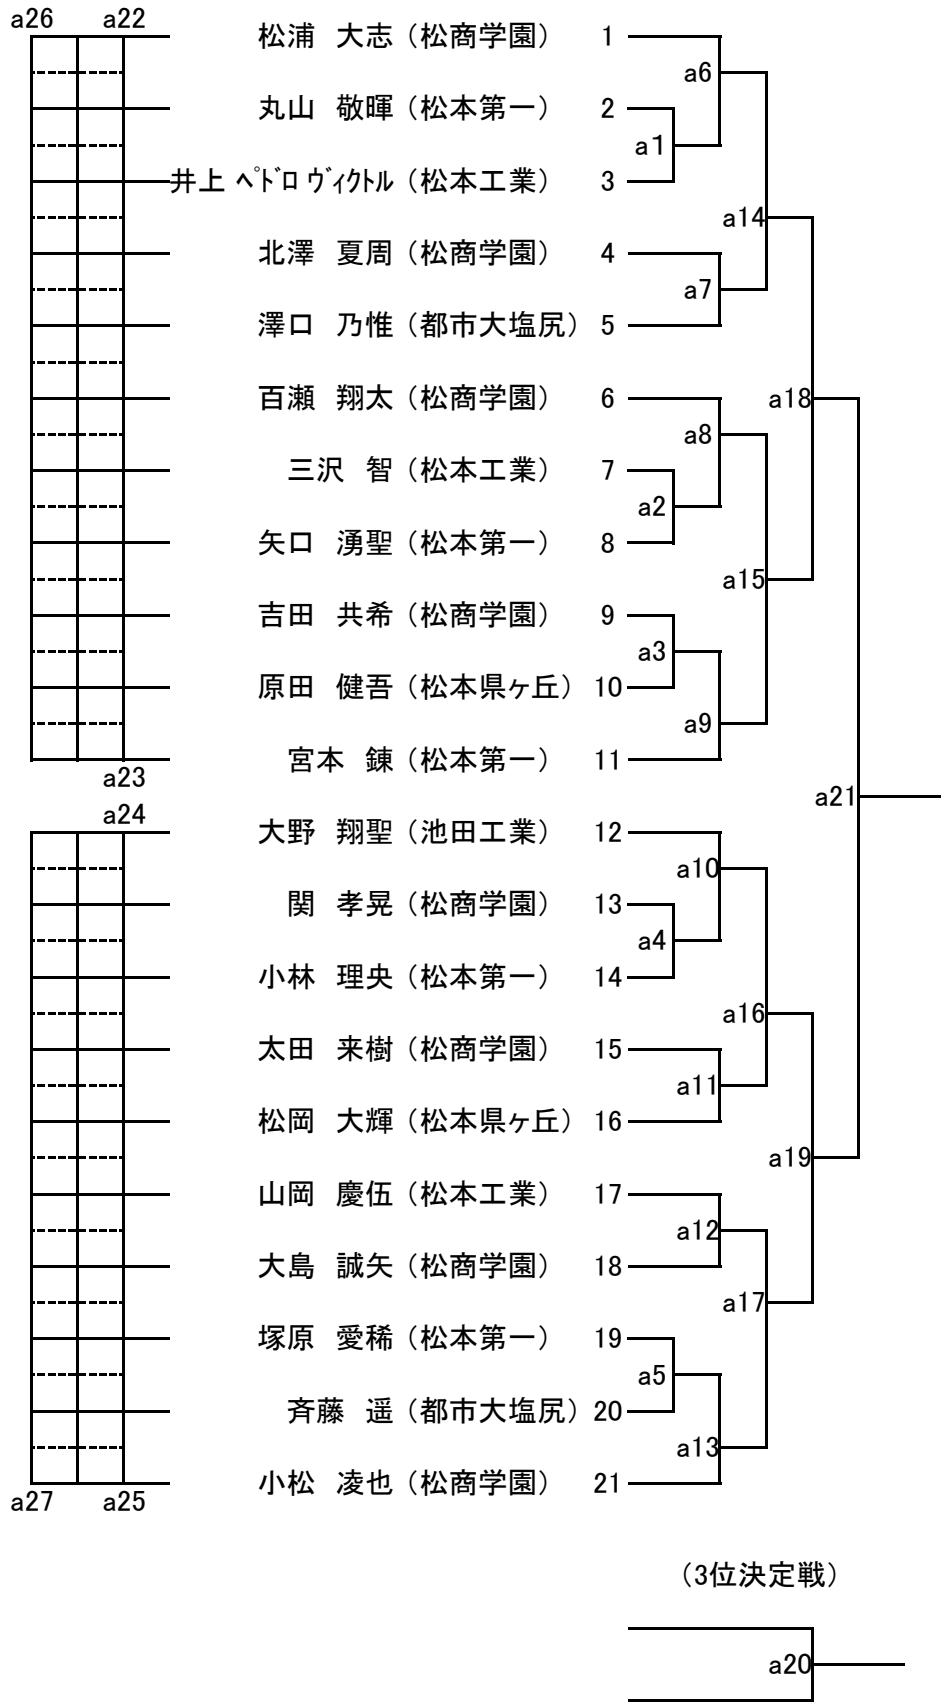 a26 a22
松浦 大志（松商学園） 1
a6
丸山 敬暉（松本第一） 2
a1
井上 ﾍﾟﾄﾞﾛ ｳﾞｨｸﾄﾙ（松本工業） 3
a14
北澤 夏周（松商学園） 4
a7
澤口 乃惟（都市大塩尻） 5
百瀬 翔太（松商学園） 6 a18
a8
三沢 智（松本工業） 7
a2
矢口 湧聖（松本第一） 8
a15
吉田 共希（松商学園） 9
a3
原田 健吾（松本県ヶ丘） 10
a9
宮本 錬（松本第一） 11
a23
a21
a24
大野 翔聖（池田工業） 12
a10
関 孝晃（松商学園） 13
a4
小林 理央（松本第一） 14
a16
太田 来樹（松商学園） 15
a11
松岡 大輝（松本県ヶ丘） 16
a19
山岡 慶伍（松本工業） 17
a12
大島 誠矢（松商学園） 18
a17
塚原 愛稀（松本第一） 19
a5
斉藤 遥（都市大塩尻） 20
a13
小松 凌也（松商学園） 21
a27 a25
（3位決定戦）
a20